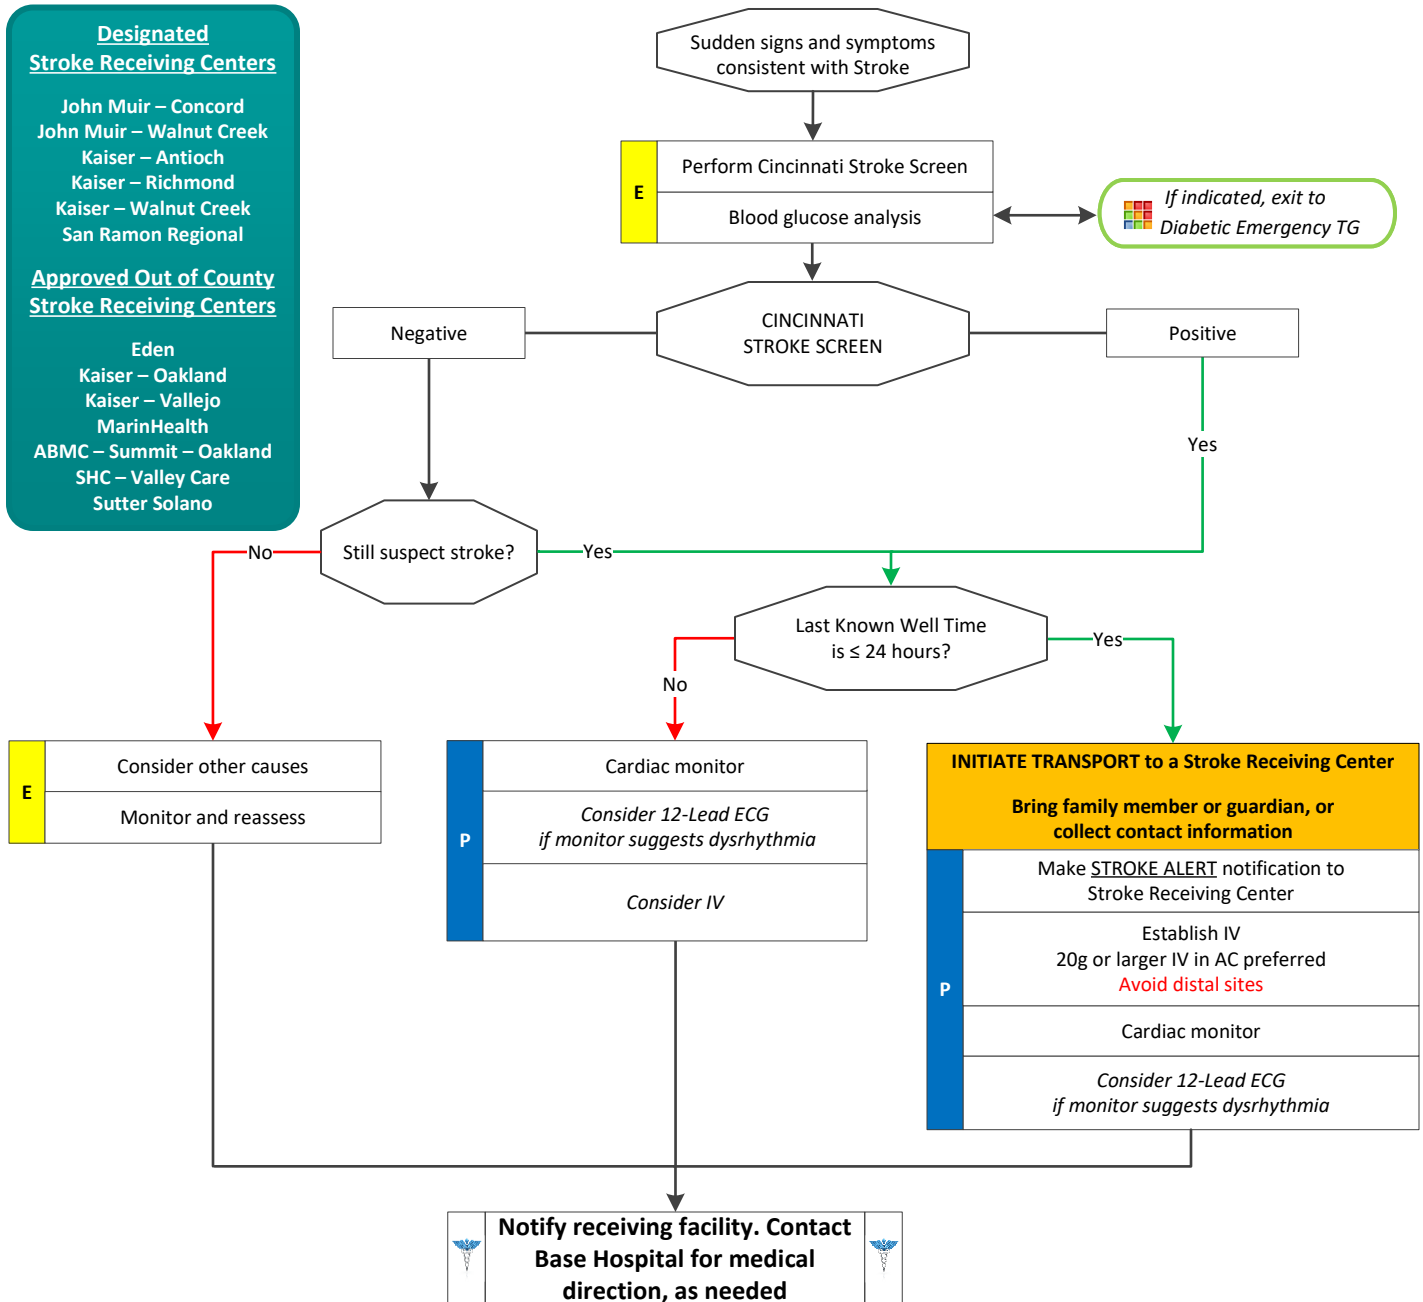 Designated
Stroke Receiving Centers
John Muir – Concord
John Muir – Walnut Creek
Kaiser – Antioch
Kaiser – Richmond
Kaiser – Walnut Creek
San Ramon Regional
Approved Out of County
Stroke Receiving Centers
Eden
Kaiser – Oakland
Kaiser – Vallejo
MarinHealth
ABMC – Summit – Oakland
SHC – Valley Care
Sutter Solano
Sudden signs and symptoms
consistent with Stroke
E
Perform Cincinnati Stroke Screen
Blood glucose analysis
If indicated, exit to
Diabetic Emergency TG
Negative
CINCINNATI
STROKE SCREEN
Positive
Yes
Still suspect stroke?
No
Yes
Last Known Well Time
is ≤ 24 hours?
No
Yes
E
Consider other causes
Monitor and reassess
P
Cardiac monitor
Consider 12-Lead ECG
if monitor suggests dysrhythmia
Consider IV
INITIATE TRANSPORT to a Stroke Receiving Center
Bring family member or guardian, or
collect contact information
P
Make STROKE ALERT notification to
Stroke Receiving Center
Establish IV
20g or larger IV in AC preferred
Avoid distal sites
Cardiac monitor
Consider 12-Lead ECG
if monitor suggests dysrhythmia
Notify receiving facility. Contact
Base Hospital for medical
direction, as needed